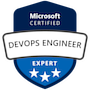 Microsoft
CERTIFIED
DEVOPS ENGINEER
EXPERT